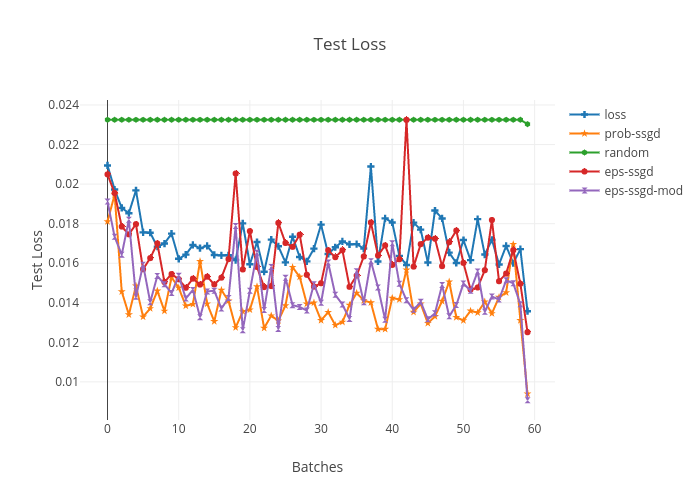 Test Loss
0.024
0.022
0.02
0.018
0.016
0.014
0.012
0.01
Test Loss
0
10
20
30
40
50
60
Batches
loss
prob-ssgd
random
eps-ssgd
eps-ssgd-mod